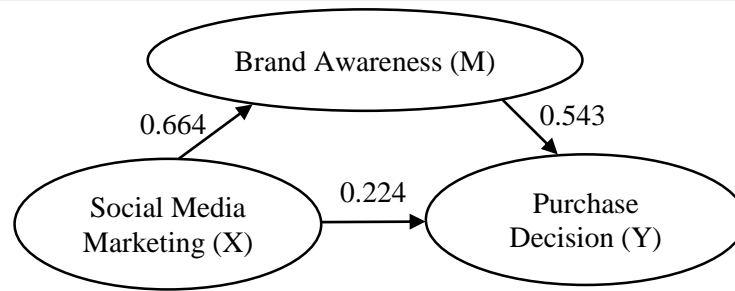 Brand Awareness (M)
0.664
0.543
0.224
Social Media
Marketing (X)
Purchase
Decision (Y)